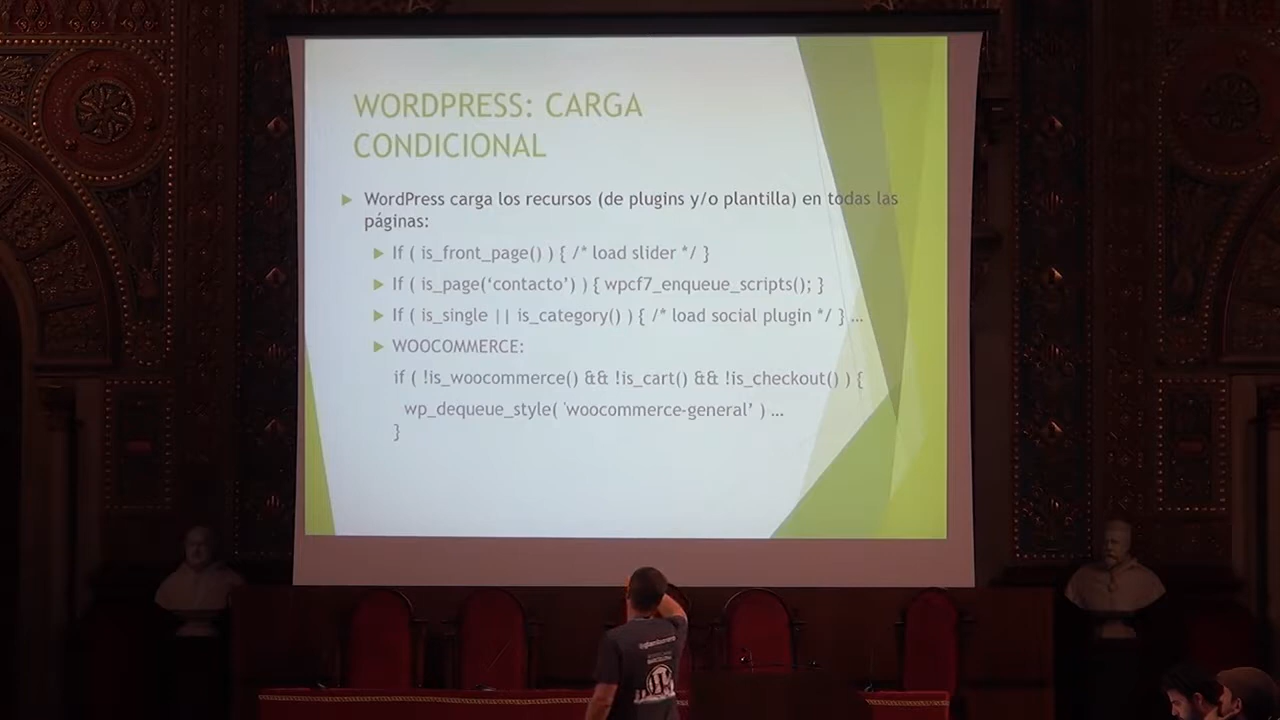 WORDPRESS: CARGA
CONDICIONAL
WordPress carga los recursos (de plugins y/o plantilla) en todas las
páginas:
If ( is_front_page() ) { /* load slider */ }
If ( is_page(‘contacto’) ) { wpcf7_enqueue_scripts(); }
If ( is_single || is_category() ) { /* load social plugin */ } ...
WOOCOMMERCE:
if ( !is_woocommerce() && !is_cart() && !is_checkout() ) {
wp_dequeue_style( 'woocommerce-general’ ) ...
}
BARCELONA